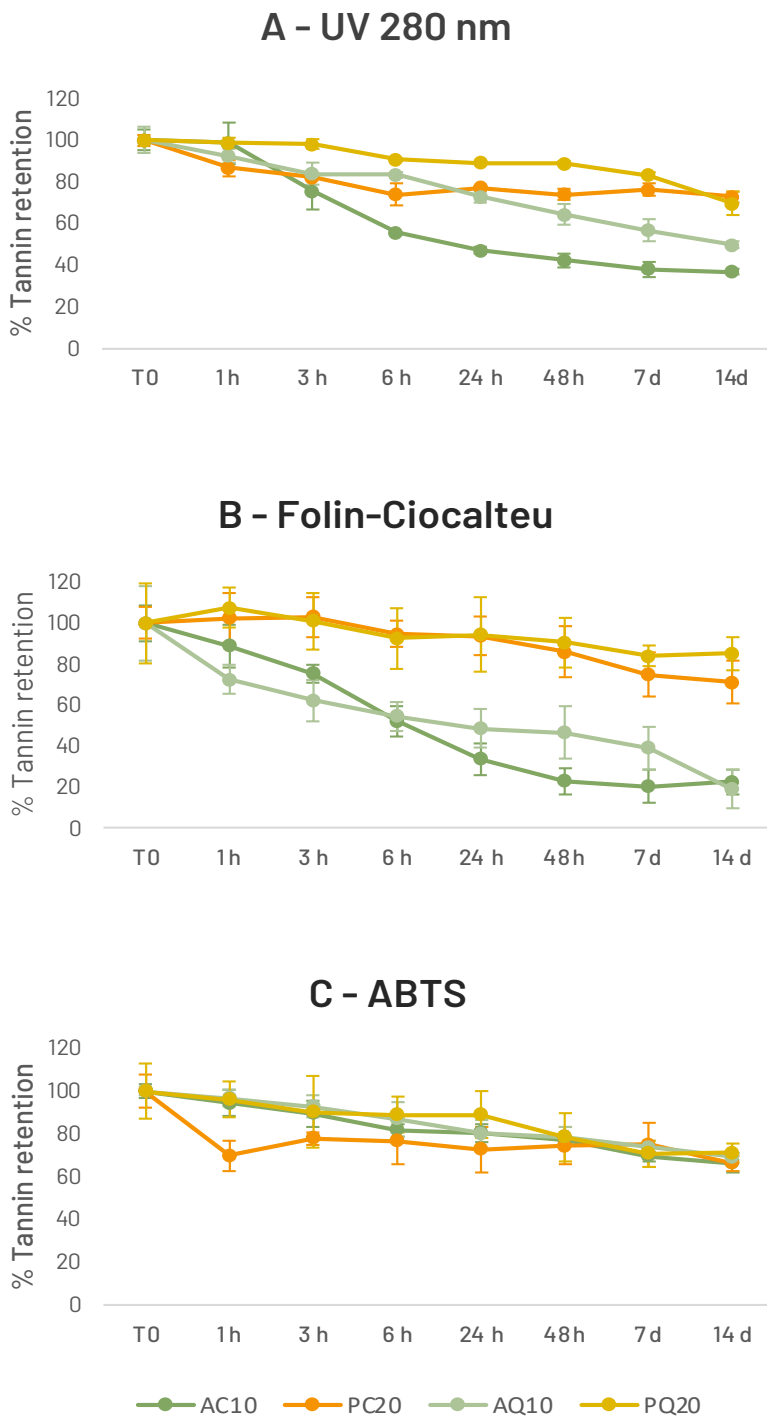 A - UV 280 nm
% Tannin retention
120
100
80
60
40
20
0
T0 1 h 3 h 6 h 24 h 48 h 7 d 14d
B - Folin-Ciocalteu
% Tannin retention
120
100
80
60
40
20
0
T0 1 h 3 h 6 h 24 h 48 h 7 d 14 d
C - ABTS
% Tannin retention
120
100
80
60
40
20
0
T0 1 h 3 h 6 h 24 h 48 h 7 d 14 d
AC10 PC20 AQ10 PQ20